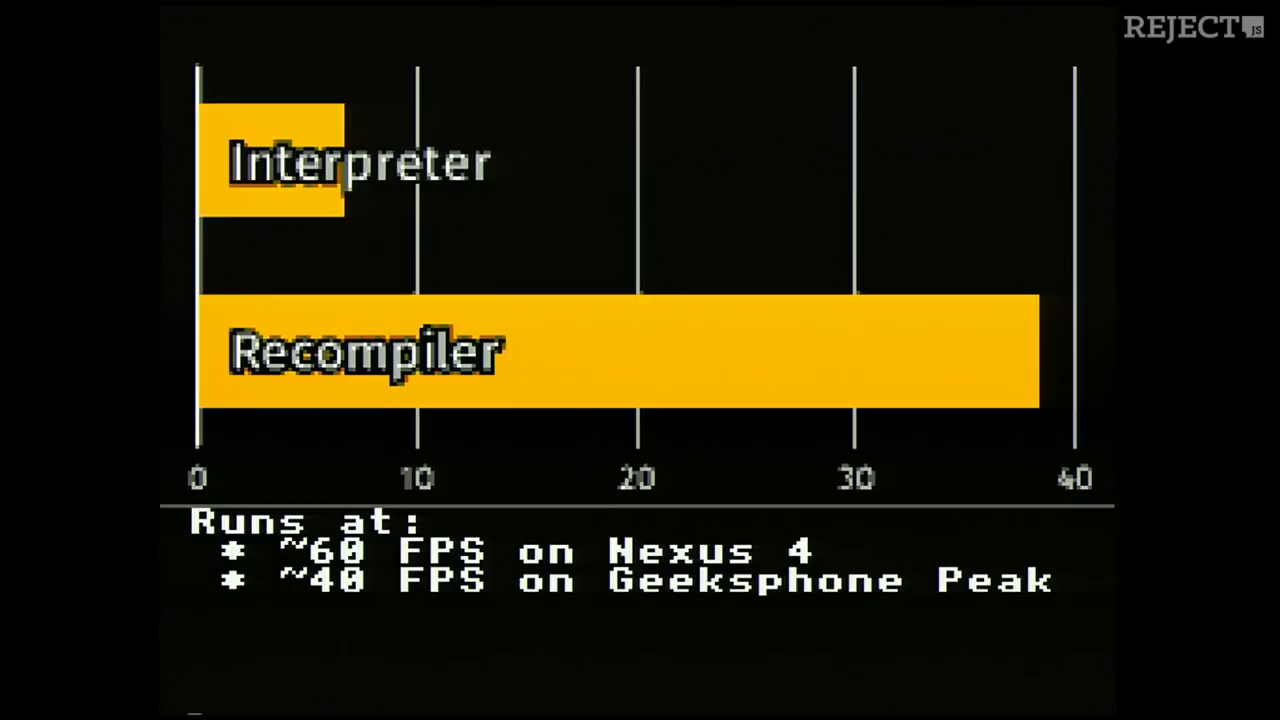 REJECT JS
Interpreter
Recompiler
0 10 20 30 40
Runs at:
* ~60 FPS on Nexus 4
* ~40 FPS on Geeksphone Peak